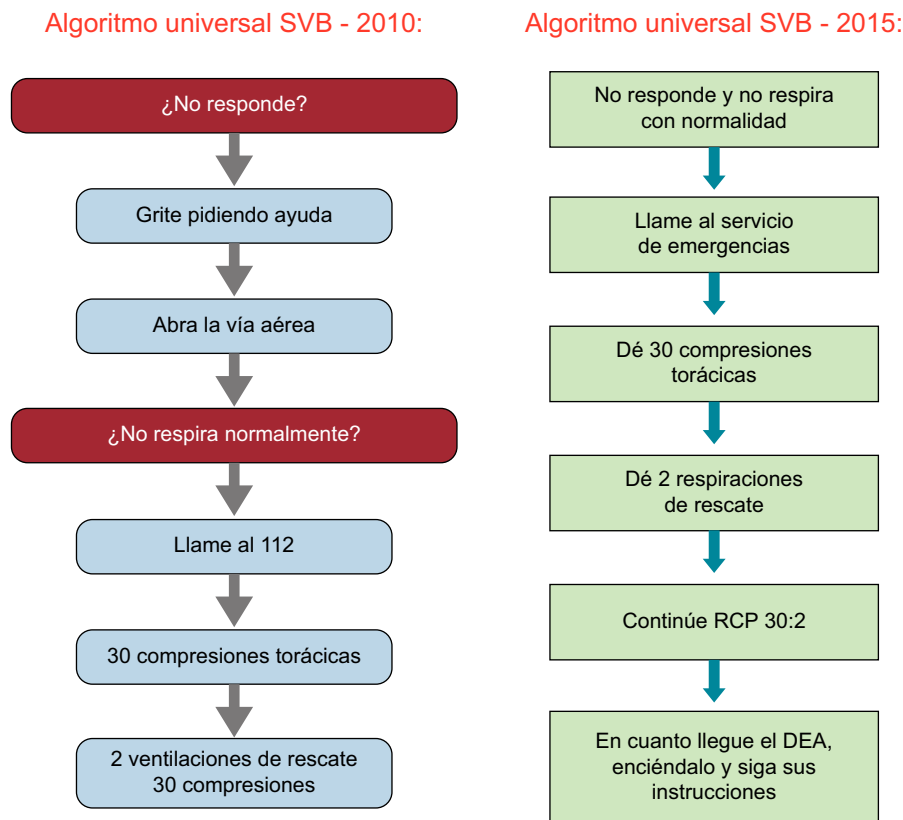 Algoritmo universal SVB - 2010:
¿No responde?
Grite pidiendo ayuda
Abra la vía aérea
¿No respira normalmente?
Llame al 112
30 compresiones torácicas
2 ventilaciones de rescate
30 compresiones
Algoritmo universal SVB - 2015:
No responde y no respira
con normalidad
Llame al servicio
de emergencias
Dé 30 compresiones
torácicas
Dé 2 respiraciones
de rescate
Continúe RCP 30:2
En cuanto llegue el DEA,
enciéndalo y siga sus
instrucciones